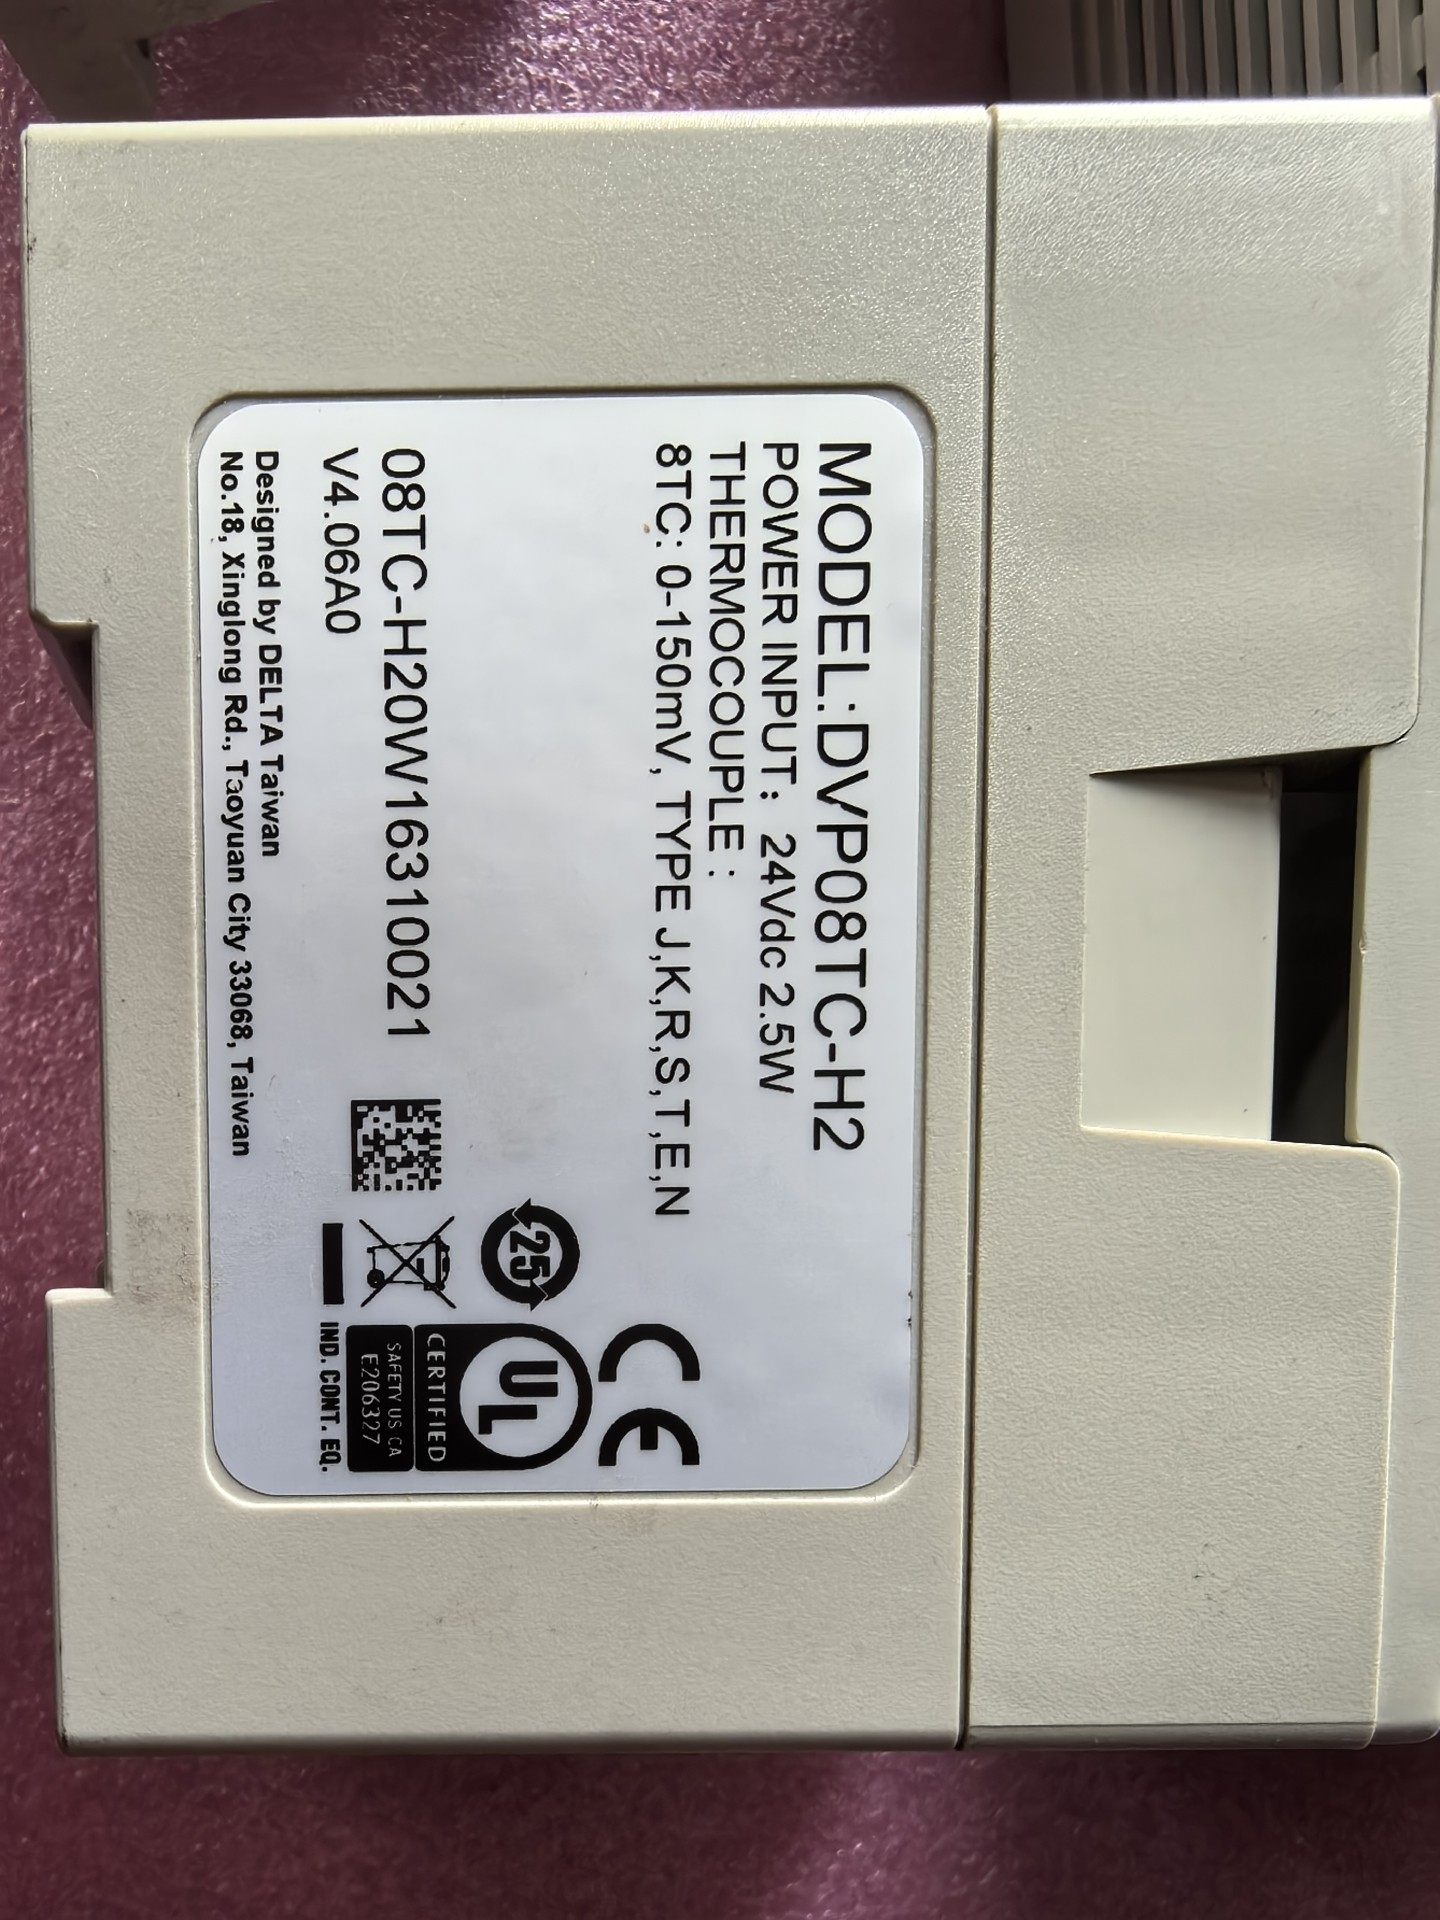 MODEL:DVP08TC-H2
POWER INPUT: 24Vdc 2.5W
THERMOCOUPLE :
8TC: 0-150mV, TYPE J,K,R,S,T,E,N
25
CE
UL
CERTIFIED
SAFETY US CA
E206327
IND. CONT. EQ.
08TC-H20W16310021
V4.06A0
Designed by DELTA Taiwan
No.18, Xinglong Rd., Taoyuan City 33068, Taiwan